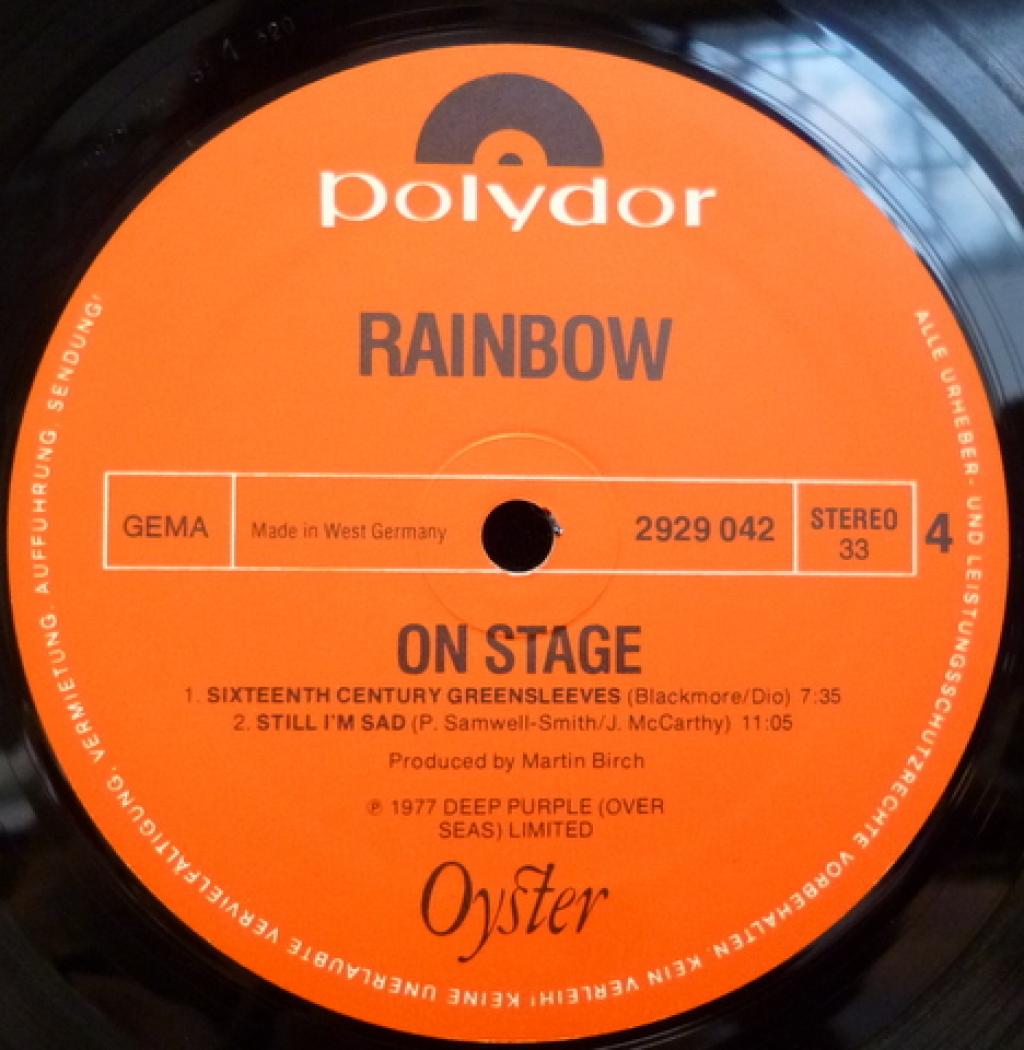 polydor
RAINBOW
GEMA
Made in West Germany
2929 042
STEREO
33
4
ON STAGE
1. SIXTEENTH CENTURY GREENSLEEVES (Blackmore/Dio) 7:35
2. STILL I'M SAD (P. Samwell-Smith/J. McCarthy) 11:05
Produced by Martin Birch
℗ 1977 DEEP PURPLE (OVER
SEAS) LIMITED
Oyster
ALLE URHEBER- UND LEISTUNGSSCHUTZRECHTE VORBEHALTEN. KEIN VERLEIH! KEINE UNERLAUBTE VERVIELFÄLTIGUNG, VERMIETUNG, AUFFÜHRUNG, SENDUNG!